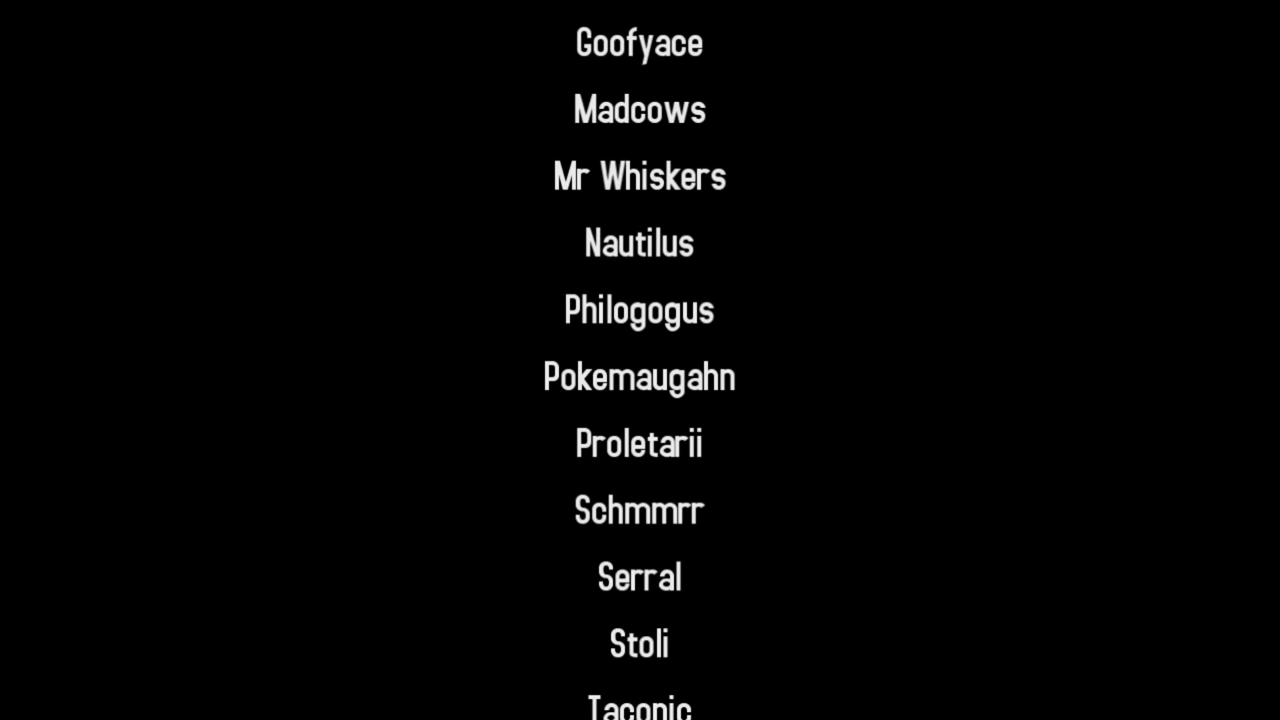 Goofyace
Madcows
Mr Whiskers
Nautilus
Philogogus
Pokemaugahn
Proletarii
Schmmrr
Serral
Stoli
Taconic